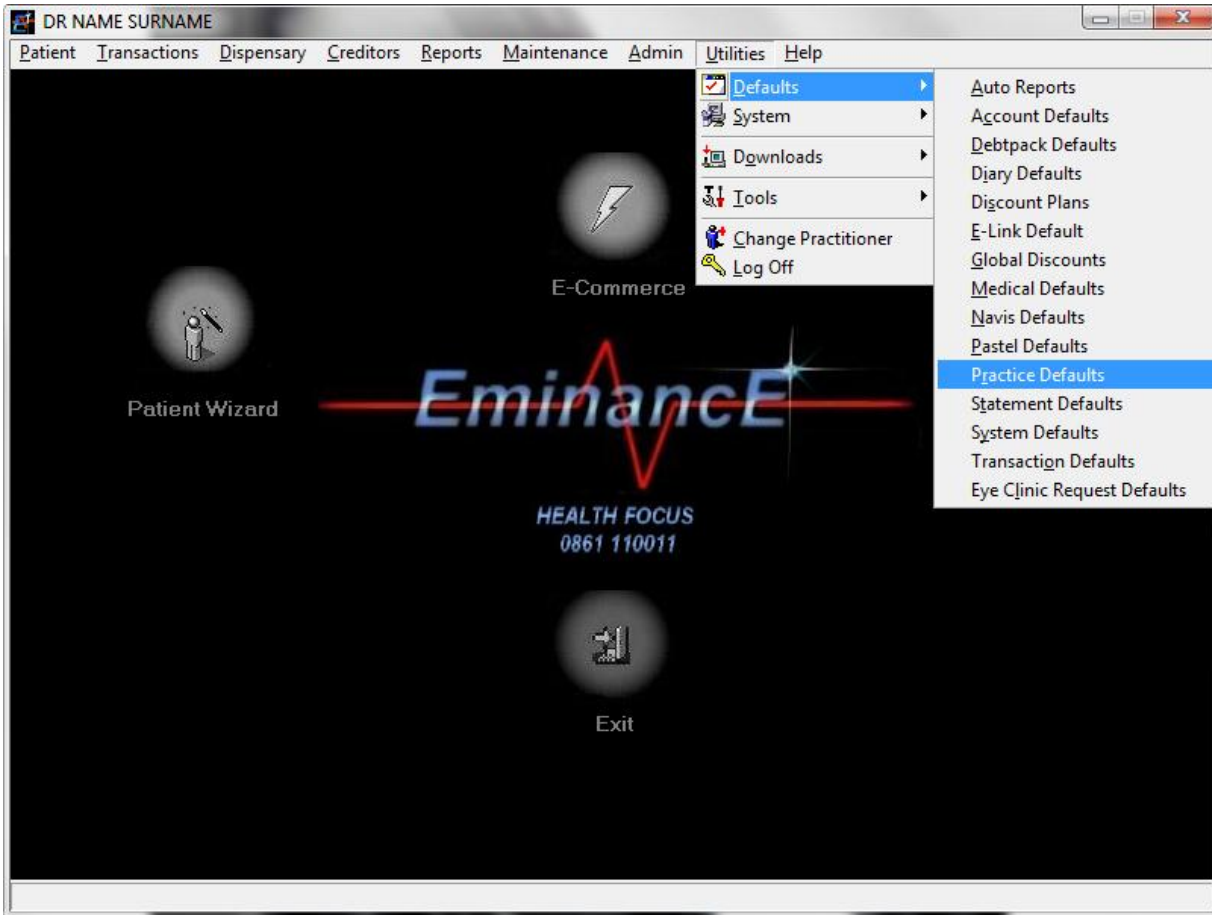 DR NAME SURNAME
Patient Transactions Dispensary Creditors Reports Maintenance Admin Utilities Help
Defaults
System
Downloads
Tools
Change Practitioner
Log Off
Auto Reports
Account Defaults
Debtpack Defaults
Diary Defaults
Discount Plans
E-Link Default
Global Discounts
Medical Defaults
Navis Defaults
Pastel Defaults
Practice Defaults
Statement Defaults
System Defaults
Transaction Defaults
Eye Clinic Request Defaults
E-Commerce
Patient Wizard
EminancE
HEALTH FOCUS
0861 110011
Exit